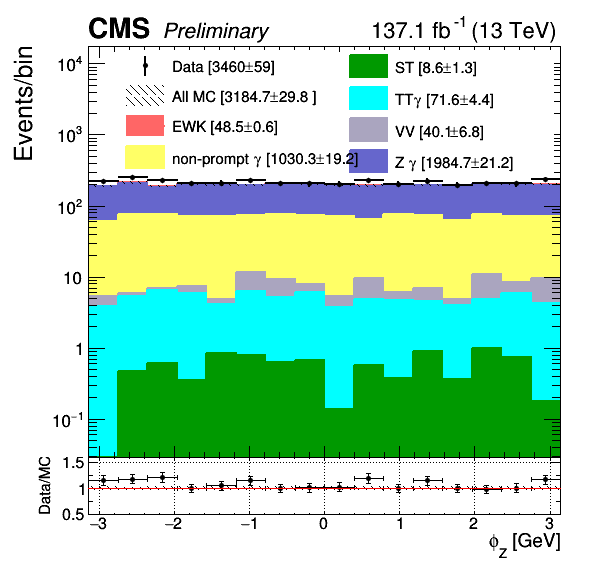 CMS Preliminary 137.1 fb⁻¹ (13 TeV)
Events/bin
10⁴
10³
10²
10
1
10⁻¹
Data [3460±59]
All MC [3184.7±29.8 ]
EWK [48.5±0.6]
non-prompt γ [1030.3±19.2]
ST [8.6±1.3]
TTγ [71.6±4.4]
VV [40.1±6.8]
Z γ [1984.7±21.2]
Data/MC
1.5
1
0.5
−3 −2 −1 0 1 2 3
ϕ_Z [GeV]